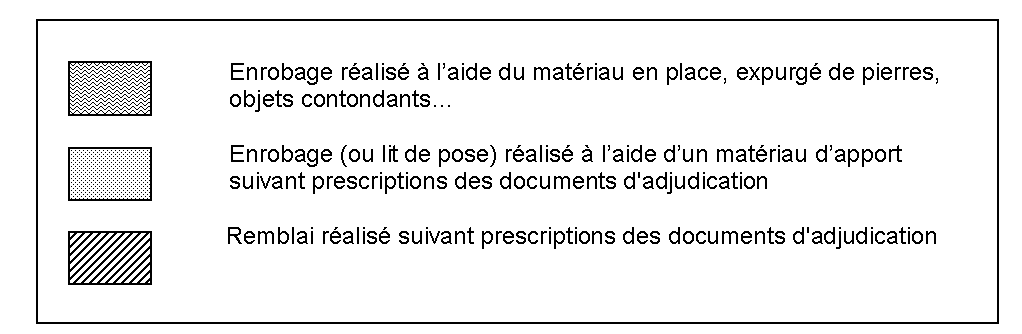 Enrobage réalisé à l’aide du matériau en place, expurgé de pierres,
objets contondants…
Enrobage (ou lit de pose) réalisé à l’aide d’un matériau d’apport
suivant prescriptions des documents d'adjudication
Remblai réalisé suivant prescriptions des documents d'adjudication